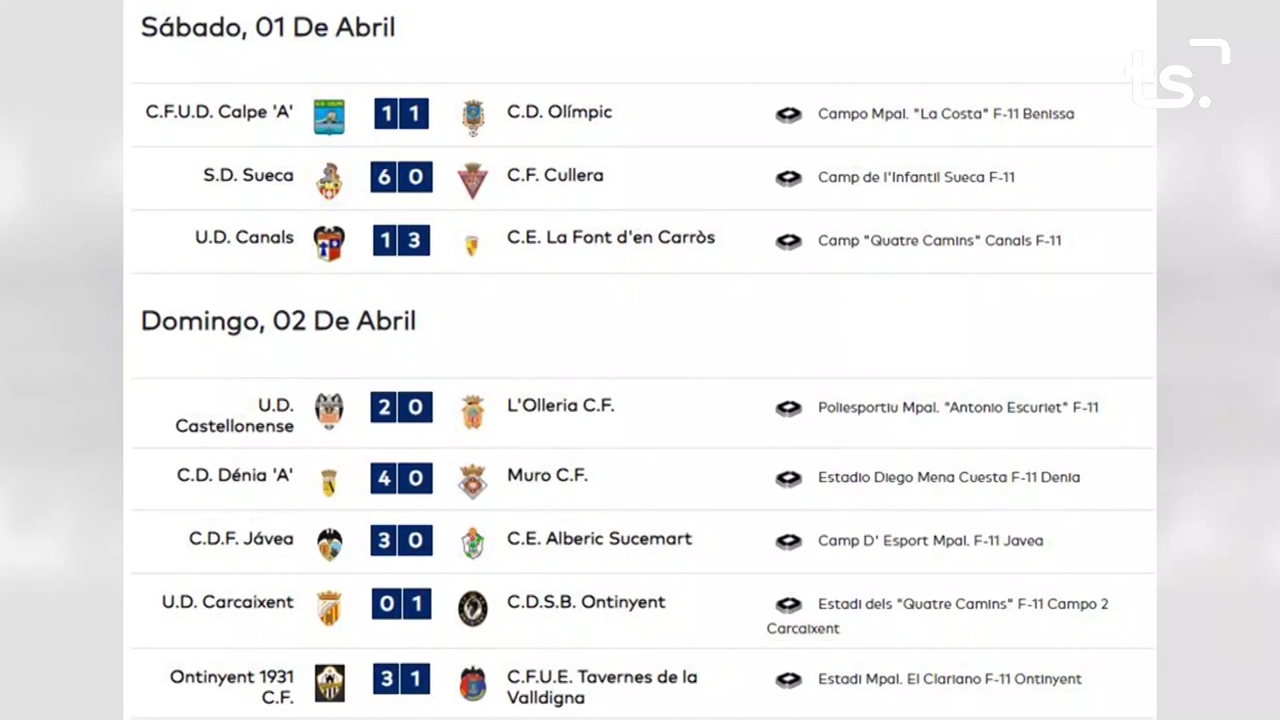 ts.
Sábado, 01 De Abril
C.F.U.D. Calpe 'A' 1 1 C.D. Olímpic Campo Mpal. "La Costa" F-11 Benissa
S.D. Sueca 6 0 C.F. Cullera Camp de l'Infantil Sueca F-11
U.D. Canals 1 3 C.E. La Font d'en Carròs Camp "Quatre Camins" Canals F-11
Domingo, 02 De Abril
U.D.
Castellonense 2 0 L'Olleria C.F. Poliesportiu Mpal. "Antonio Escuriet" F-11
C.D. Dénia 'A' 4 0 Muro C.F. Estadio Diego Mena Cuesta F-11 Denia
C.D.F. Jávea 3 0 C.E. Alberic Sucemart Camp D' Esport Mpal. F-11 Javea
U.D. Carcaixent 0 1 C.D.S.B. Ontinyent Estadi dels "Quatre Camins" F-11 Campo 2
Carcaixent
Ontinyent 1931 3 1 C.F.U.E. Tavernes de la Estadi Mpal. El Clariano F-11 Ontinyent
C.F. Valldigna